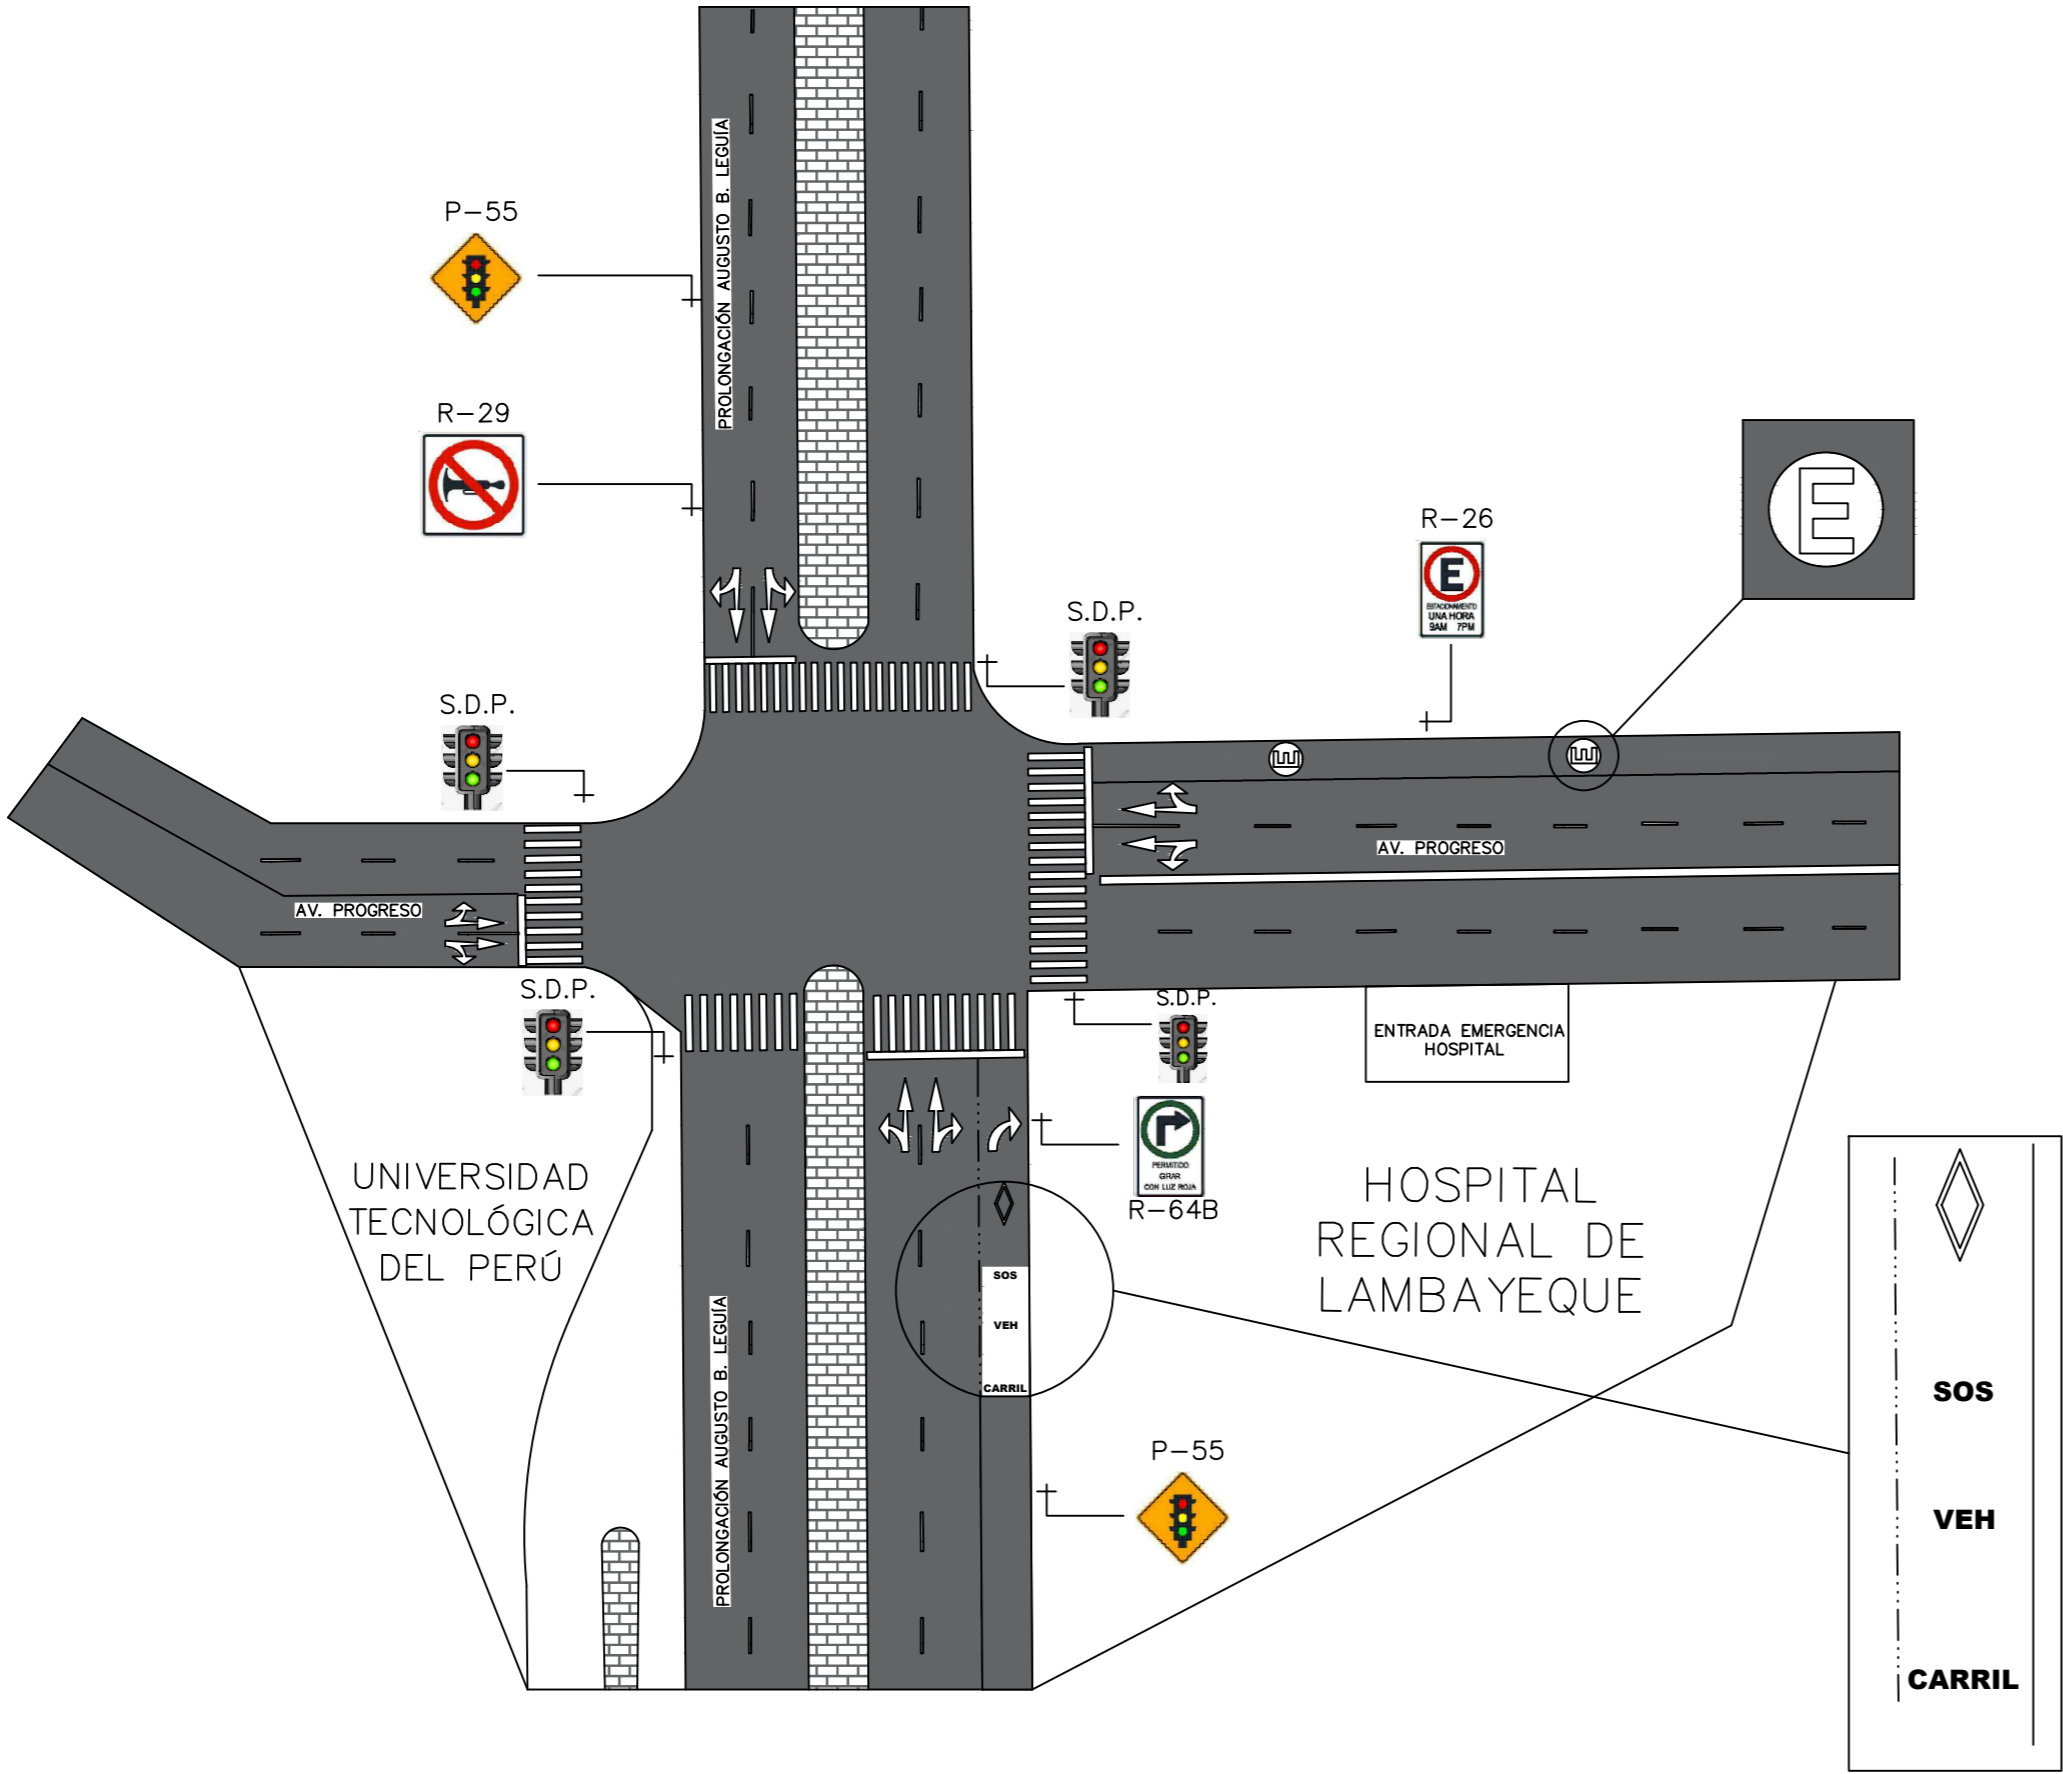 PROLONGACIÓN AUGUSTO B. LEGUÍA
P-55
R-29
R-26
E
ESTACIONAMIENTO
UNA HORA
9AM 7PM
E
S.D.P.
S.D.P.
E
E
AV. PROGRESO
AV. PROGRESO
S.D.P.
S.D.P.
ENTRADA EMERGENCIA
HOSPITAL
PERMITIDO
GIRAR
CON LUZ ROJA
R-64B
UNIVERSIDAD
TECNOLÓGICA
DEL PERÚ
HOSPITAL
REGIONAL DE
LAMBAYEQUE
SOS
VEH
CARRIL
PROLONGACIÓN AUGUSTO B. LEGUÍA
P-55
SOS
VEH
CARRIL